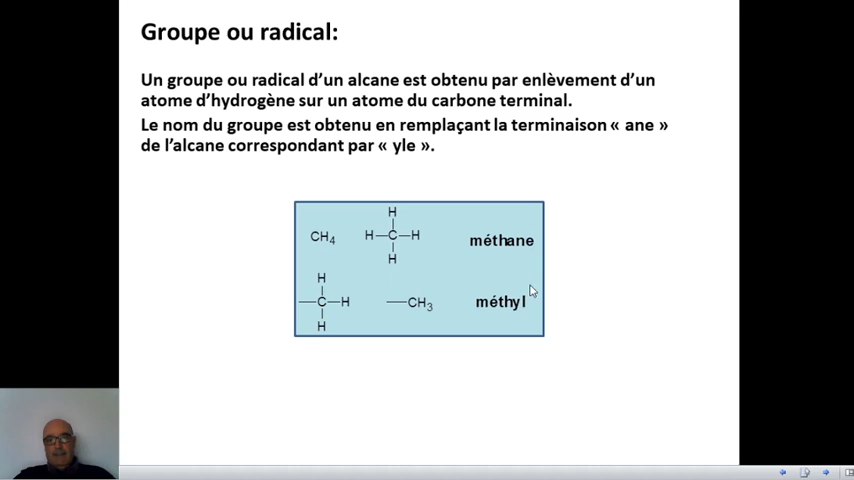 Groupe ou radical:
Un groupe ou radical d’un alcane est obtenu par enlèvement d’un
atome d’hydrogène sur un atome du carbone terminal.
Le nom du groupe est obtenu en remplaçant la terminaison « ane »
de l’alcane correspondant par « yle ».
H
CH₄ H—C—H méthane
H
H
—C—H —CH₃ méthyl
H